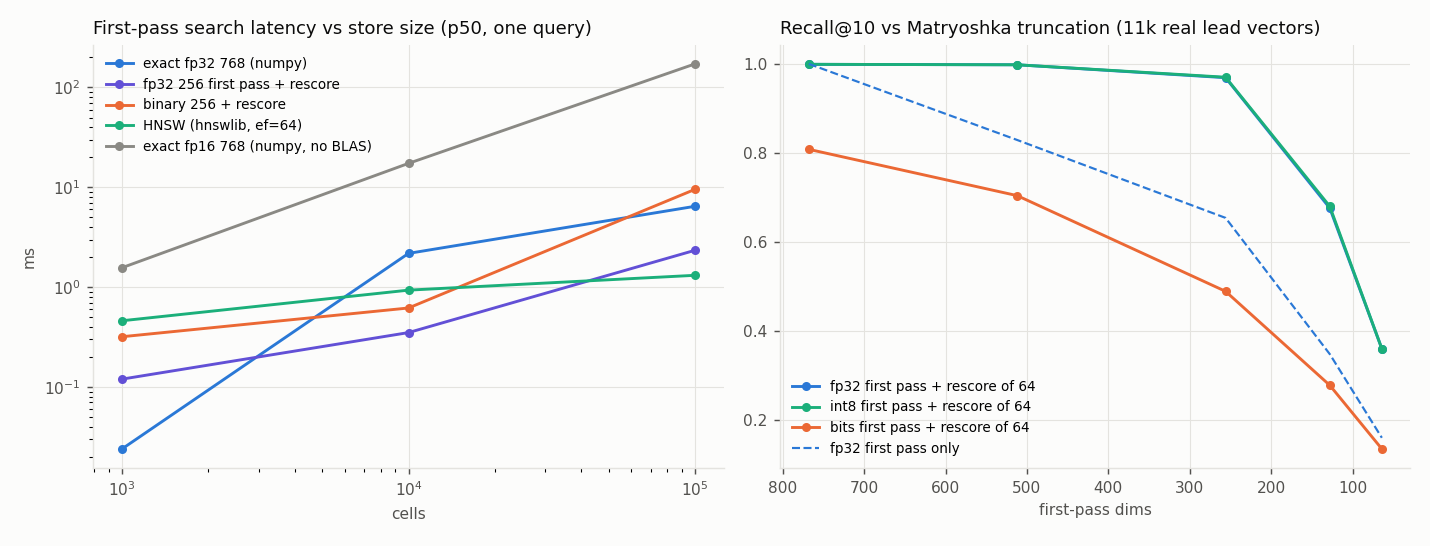 First-pass search latency vs store size (p50, one query)
exact fp32 768 (numpy)
fp32 256 first pass + rescore
binary 256 + rescore
HNSW (hnswlib, ef=64)
exact fp16 768 (numpy, no BLAS)
10²
10¹
10⁰
10⁻¹
ms
10³ 10⁴ 10⁵
cells
Recall@10 vs Matryoshka truncation (11k real lead vectors)
1.0
0.8
0.6
0.4
0.2
fp32 first pass + rescore of 64
int8 first pass + rescore of 64
bits first pass + rescore of 64
fp32 first pass only
800 700 600 500 400 300 200 100
first-pass dims